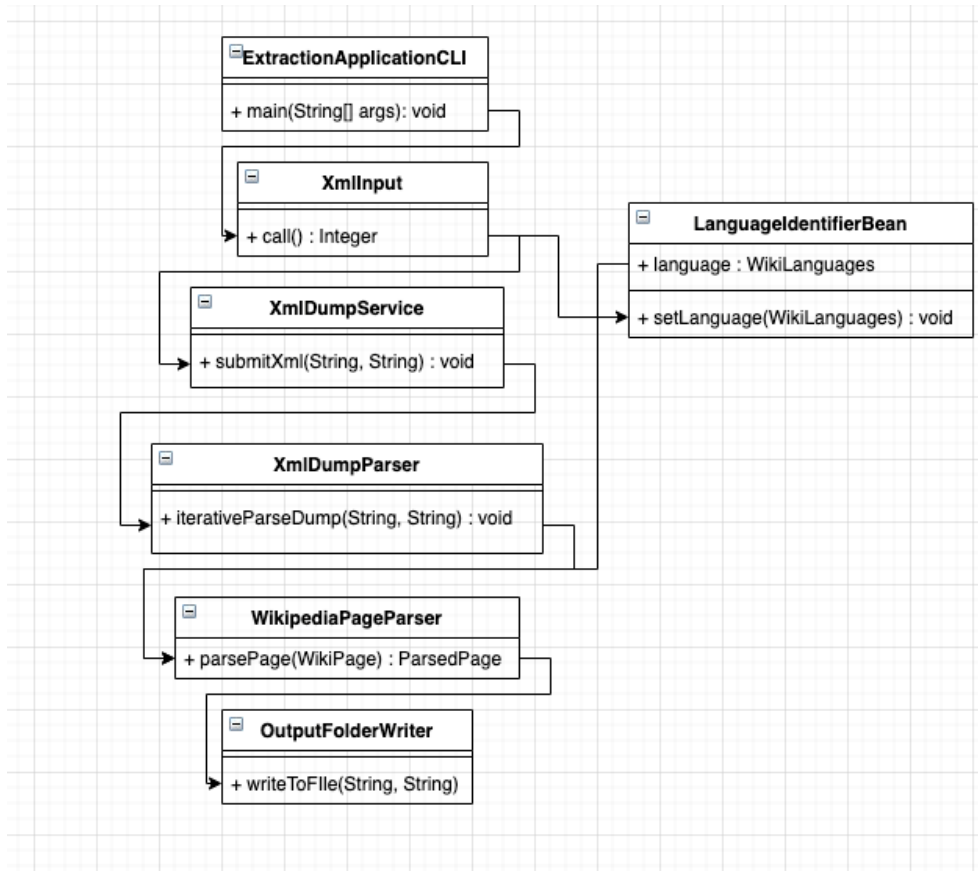 ExtractionApplicationCLI
+ main(String[] args): void
XmlInput
+ call() : Integer
LanguageIdentifierBean
+ language : WikiLanguages
+ setLanguage(WikiLanguages) : void
XmlDumpService
+ submitXml(String, String) : void
XmlDumpParser
+ iterativeParseDump(String, String) : void
WikipediaPageParser
+ parsePage(WikiPage) : ParsedPage
OutputFolderWriter
+ writeToFIle(String, String)